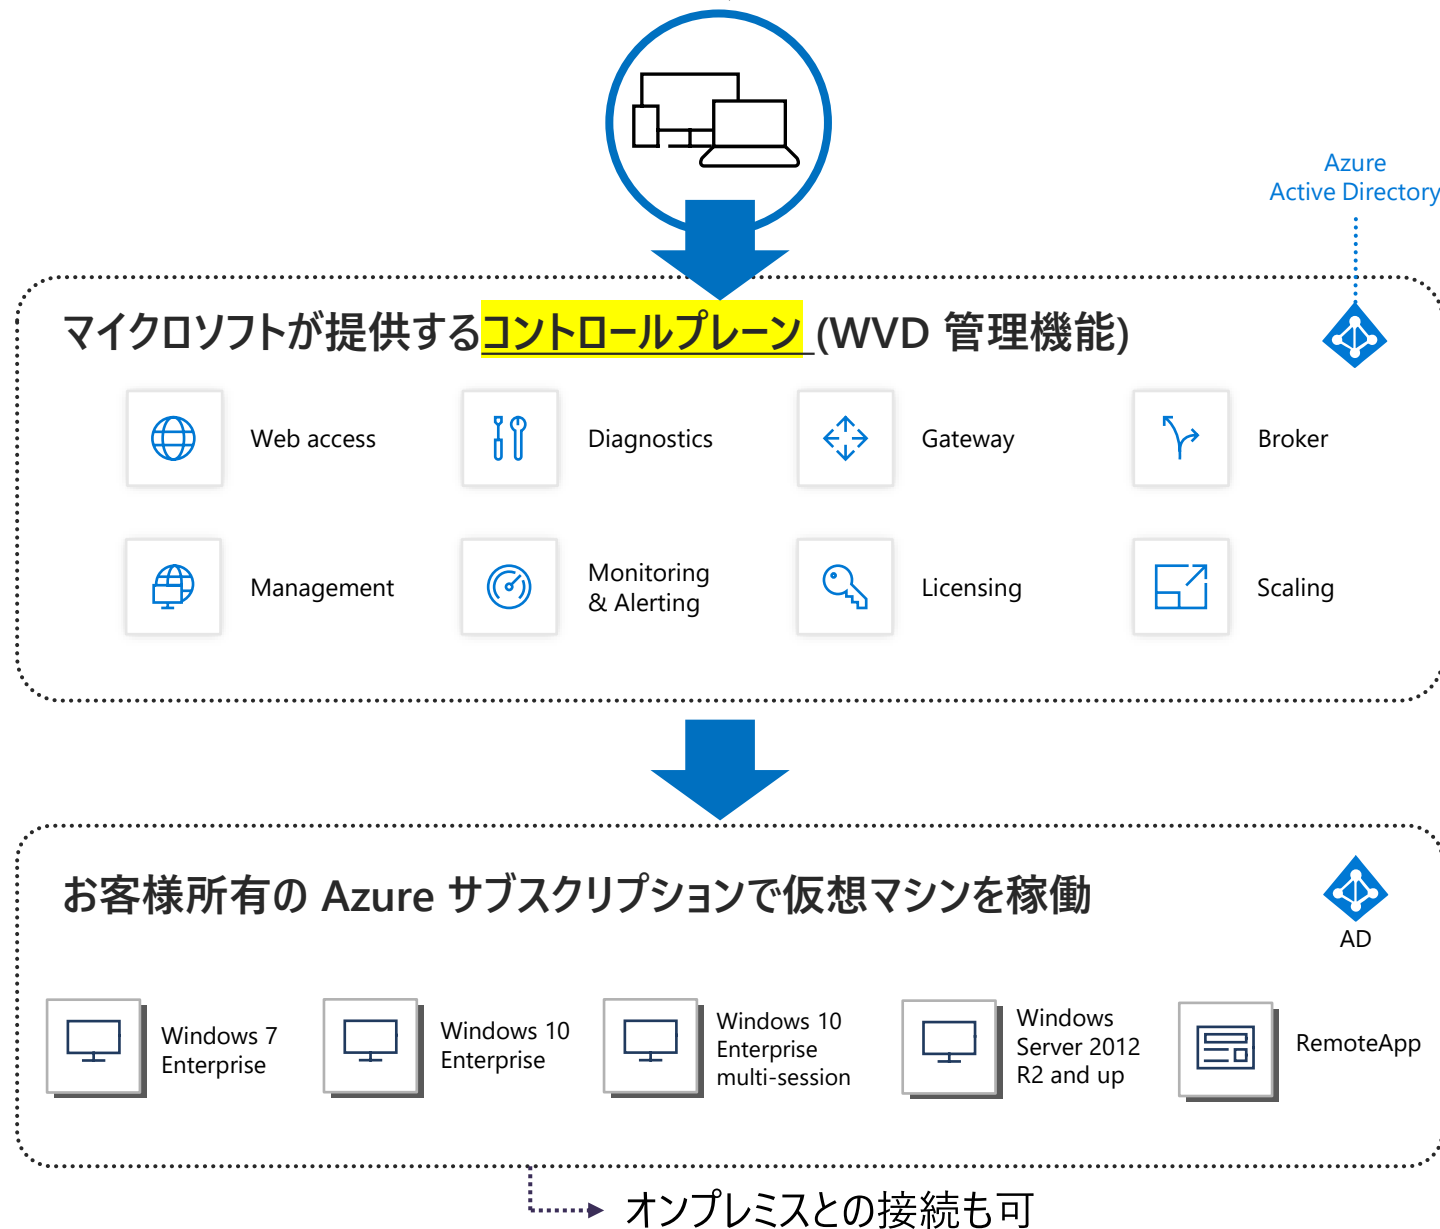 Azure
Active Directory
マイクロソフトが提供するコントロールプレーン (WVD 管理機能)
Web access
Diagnostics
Gateway
Broker
Management
Monitoring
& Alerting
Licensing
Scaling
お客様所有の Azure サブスクリプションで仮想マシンを稼働
AD
Windows 7
Enterprise
Windows 10
Enterprise
Windows 10
Enterprise
multi-session
Windows
Server 2012
R2 and up
RemoteApp
オンプレミスとの接続も可